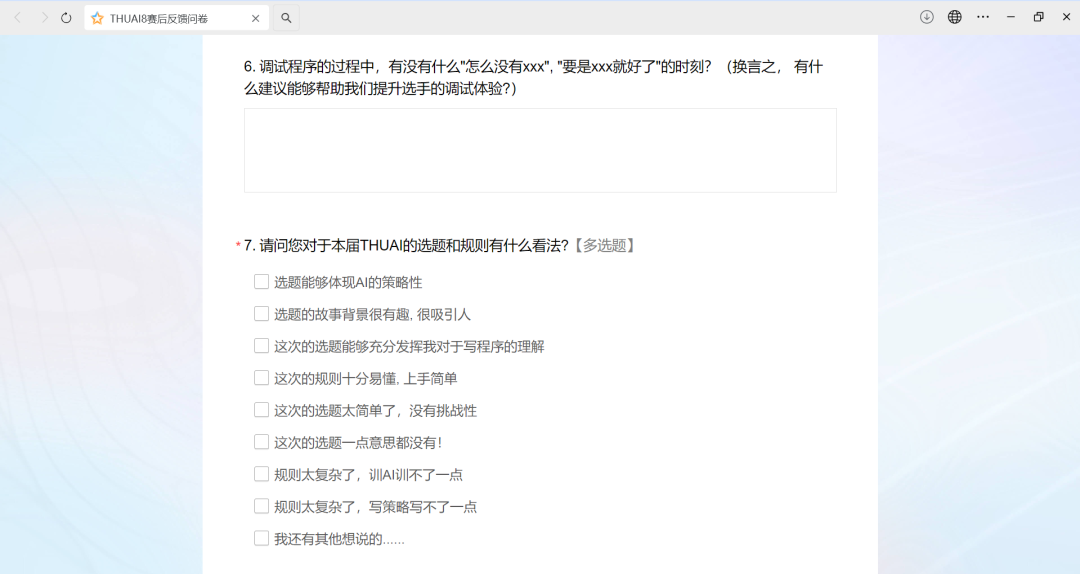 THUAI8赛后反馈问卷
6. 调试程序的过程中，有没有什么"怎么没有xxx", "要是xxx就好了"的时刻？（换言之， 有什
么建议能够帮助我们提升选手的调试体验?）
* 7. 请问您对于本届THUAI的选题和规则有什么看法?【多选题】
选题能够体现AI的策略性
选题的故事背景很有�, 很吸引人
这次的选题能够充分发挥我对于写程序的理解
这次的规则十分易懂, 上手简单
这次的选题太简单了，没有挑战性
这次的选题一点意思都没有！
规则太复杂了，训AI训不了一点
规则太复杂了，写策略写不了一点
我还有其他想说的......